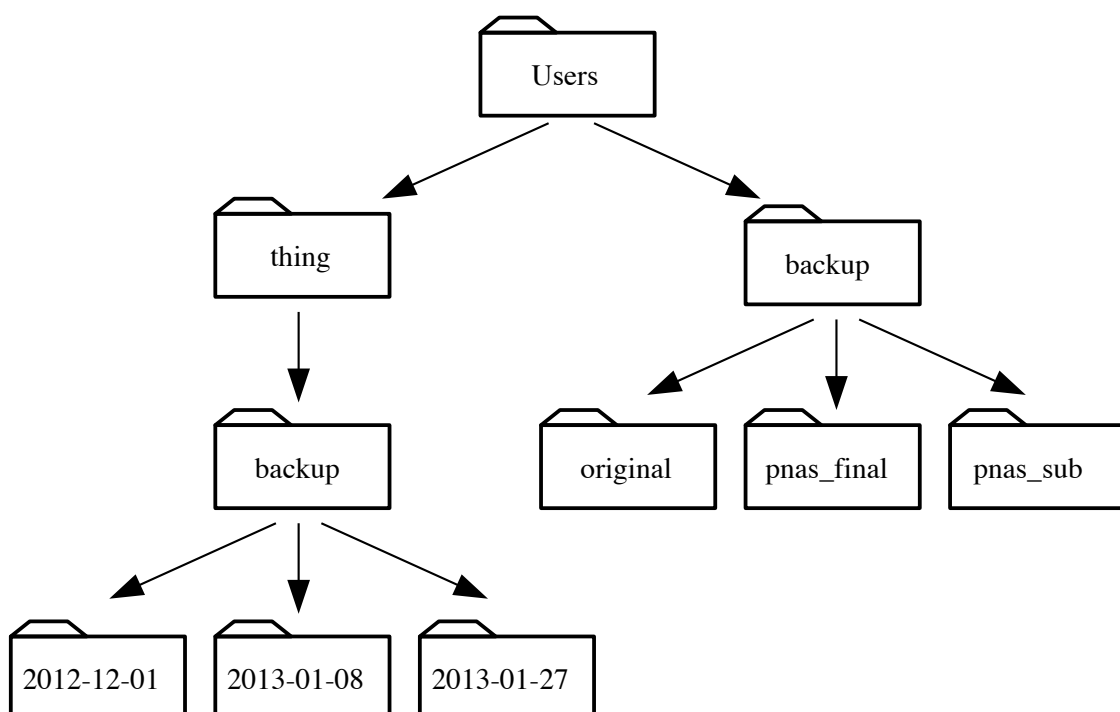 Users
thing
backup
backup
original
pnas_final
pnas_sub
2012-12-01
2013-01-08
2013-01-27